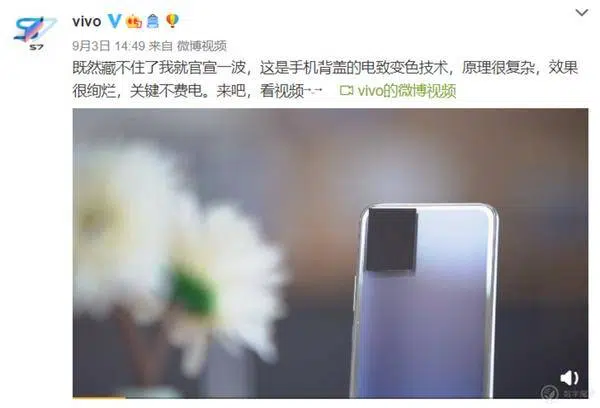 S7
vivo
9月3日 14:49 来自 微博视频
既然藏不住了我就官宣一波，这是手机背盖的电致变色技术，原理很复杂，效果
很绚烂，关键不费电。来吧，看视频→→ vivo的微博视频